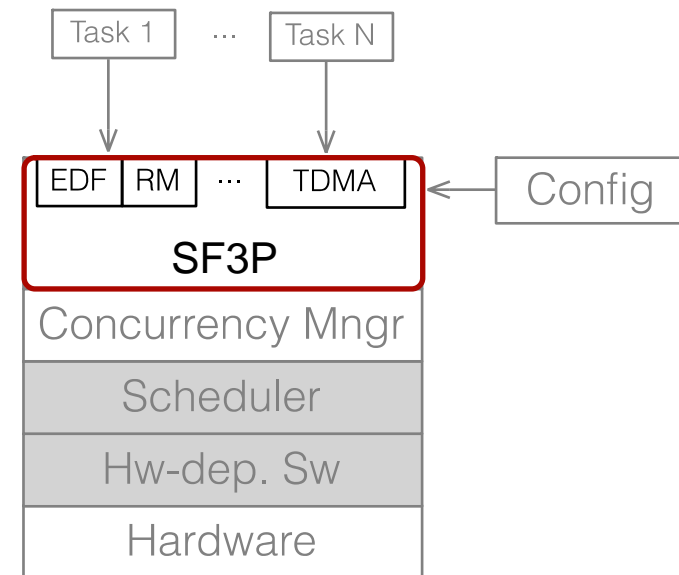 Task 1 ... Task N
EDF RM ... TDMA
Config
SF3P
Concurrency Mngr
Scheduler
Hw-dep. Sw
Hardware